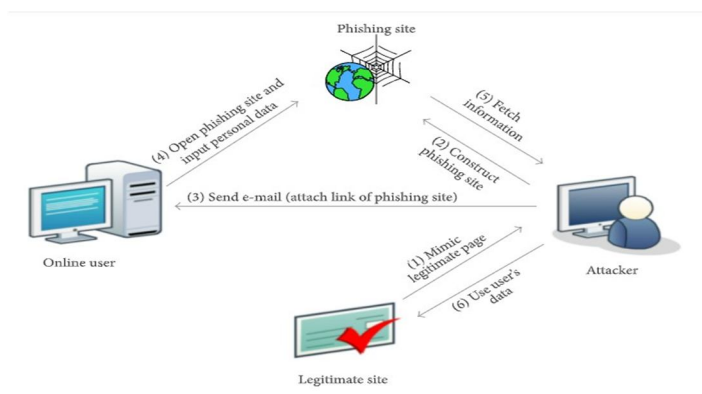 Phishing site
(4) Open phishing site and
input personal data
(5) Fetch
information
(2) Construct
phishing site
(3) Send e-mail (attach link of phishing site)
Online user
(1) Mimic
legitimate page
(6) Use user's
data
Attacker
Legitimate site